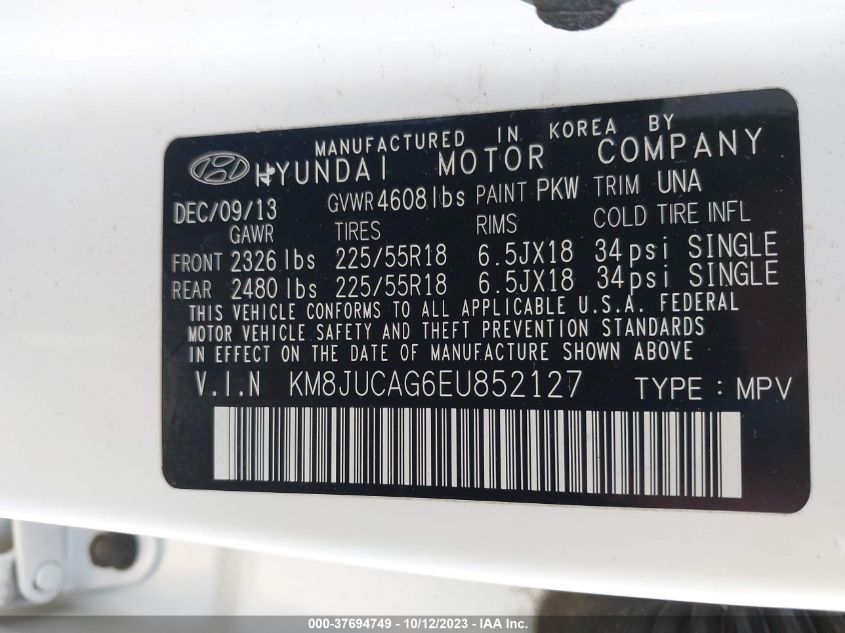 MANUFACTURED IN KOREA BY
HYUNDAI MOTOR COMPANY
DEC/09/13 GVWR 4608lbs PAINT PKW TRIM UNA
GAWR TIRES RIMS COLD TIRE INFL
FRONT 2326 lbs 225/55R18 6.5JX18 34psi SINGLE
REAR 2480 lbs 225/55R18 6.5JX18 34psi SINGLE
THIS VEHICLE CONFORMS TO ALL APPLICABLE U.S.A. FEDERAL
MOTOR VEHICLE SAFETY AND THEFT PREVENTION STANDARDS
IN EFFECT ON THE DATE OF MANUFACTURE SHOWN ABOVE
V.I.N KM8JUCAG6EU852127 TYPE : MPV
000-37694749 - 10/12/2023 - IAA Inc.